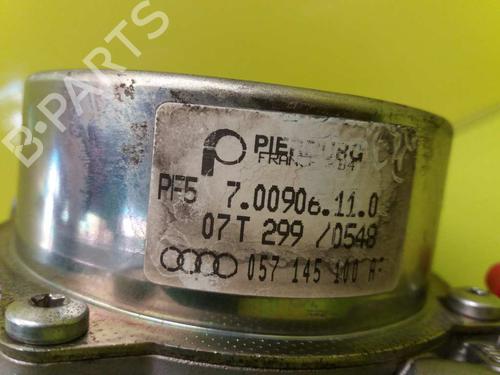 B-PARTS
PIERBURG
FRANCE
PF5 7.00906.11.0
07T 299 /0548
057 145 100